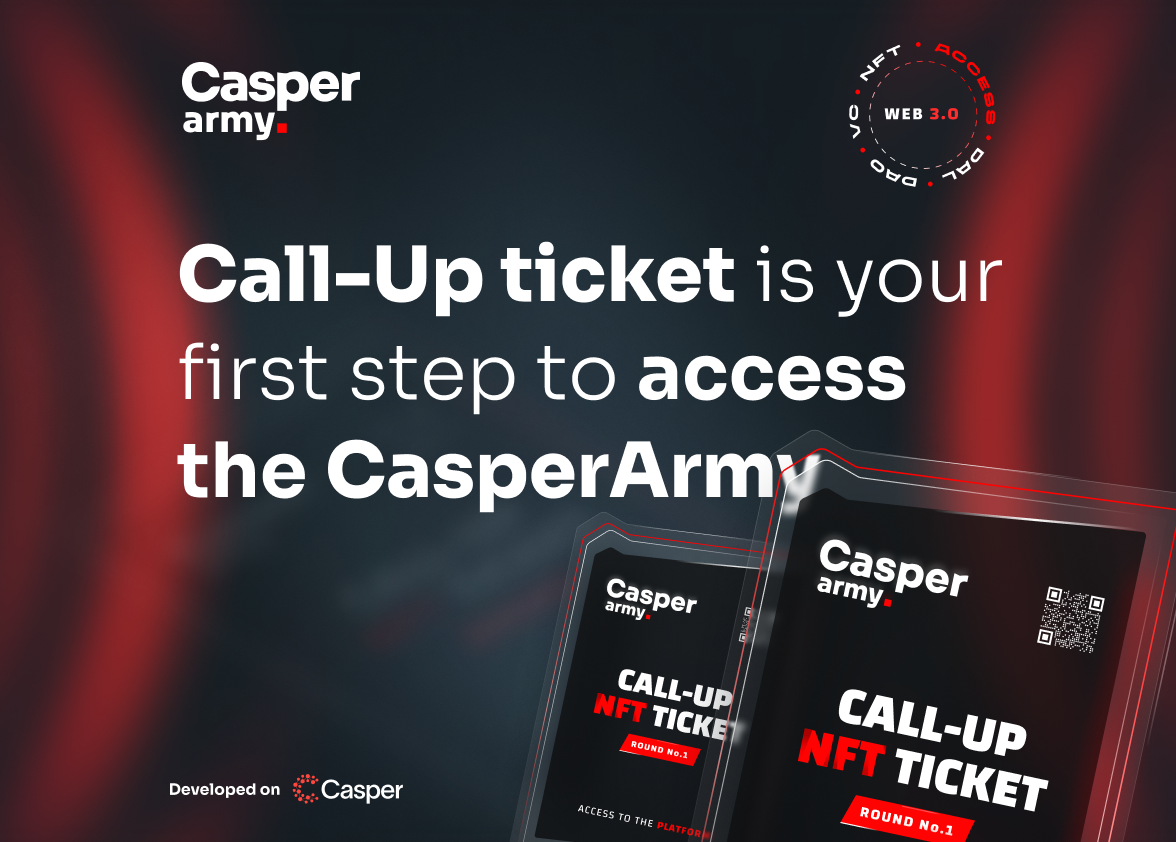 Casper
army.
NFT • ACCESS • DAL • DAO • VC •
WEB 3.0
Call-Up ticket is your
first step to access
the CasperArmy
Casper
army.
CALL-UP
NFT TICKET
ROUND No.1
ACCESS TO THE PLATFORM
Casper
army.
CALL-UP
NFT TICKET
ROUND No.1
Developed on Casper